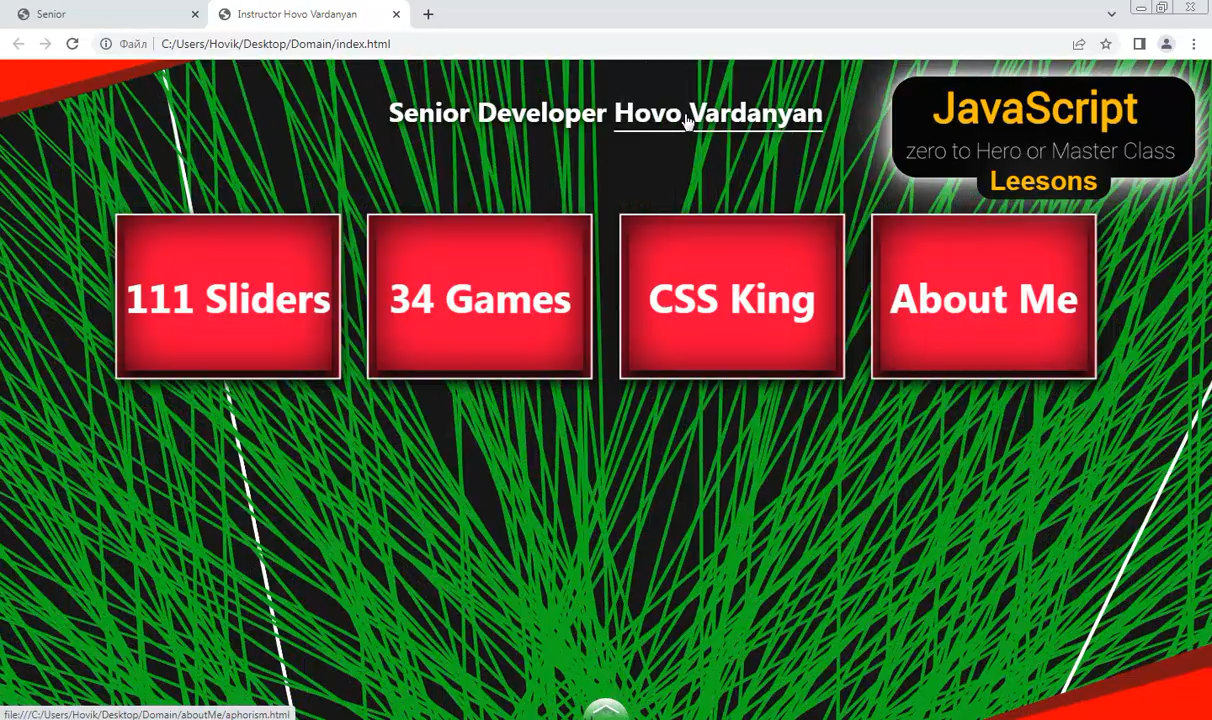 Senior
Instructor Hovo Vardanyan
Файл
C:/Users/Hovik/Desktop/Domain/index.html
Senior Developer Hovo Vardanyan
JavaScript
zero to Hero or Master Class
Leesons
111 Sliders
34 Games
CSS King
About Me
file:///C:/Users/Hovik/Desktop/Domain/aboutMe/aphorism.html